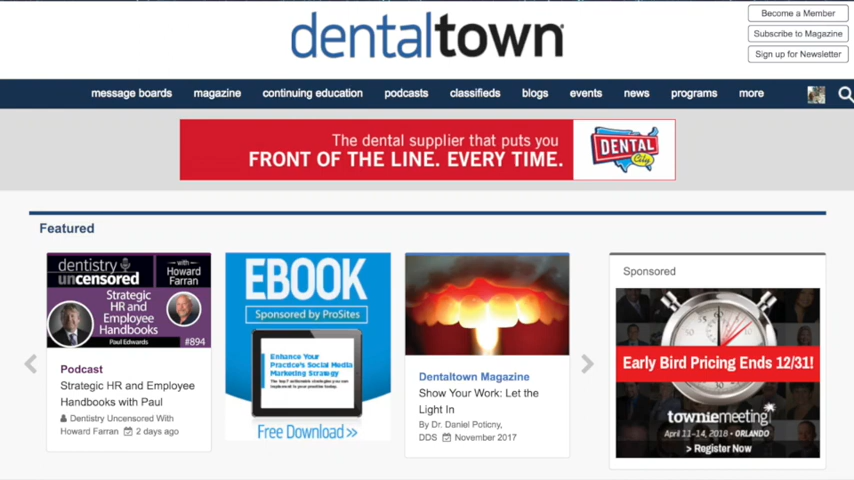 dentaltown
Become a Member
Subscribe to Magazine
Sign up for Newsletter
message boards magazine continuing education podcasts classifieds blogs events news programs more
The dental supplier that puts you
FRONT OF THE LINE. EVERY TIME.
DENTAL
City
Featured
dentistry
uncensored
with
Howard
Farran
Strategic
HR and
Employee
Handbooks
Paul Edwards
#894
Podcast
Strategic HR and Employee
Handbooks with Paul
Dentistry Uncensored With
Howard Farran 2 days ago
EBOOK
Sponsored by ProSites
Enhance Your
Practice's Social Media
Marketing Strategy
Free Download >>
Dentaltown Magazine
Show Your Work: Let the
Light In
By Dr. Daniel Poticny,
DDS November 2017
Sponsored
Early Bird Pricing Ends 12/31!
towniemeeting
April 11-14, 2018 • ORLANDO
> Register Now